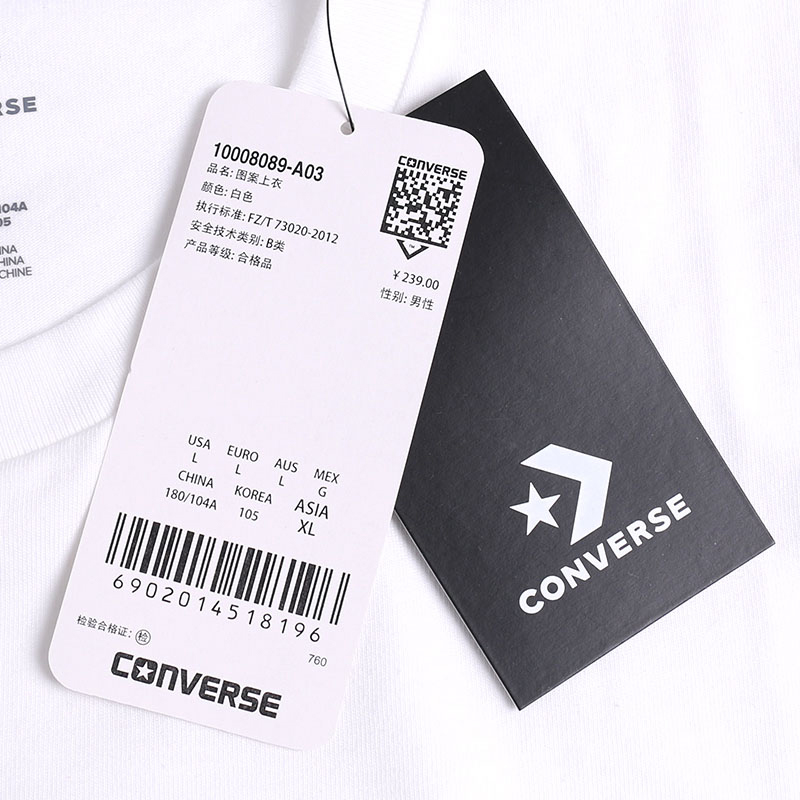 RSE
104A
05
INA
HINA
CHINE
10008089-A03
品名: 图案上衣
颜色: 白色
执行标准: FZ/T 73020-2012
安全技术类别: B类
产品等级: 合格品
CONVERSE
TM
¥ 239.00
性别: 男性
USA EURO AUS MEX
L L L G
CHINA KOREA ASIA
180/104A 105 XL
6902014518196
检验合格证: 检
760
CONVERSE
CONVERSE